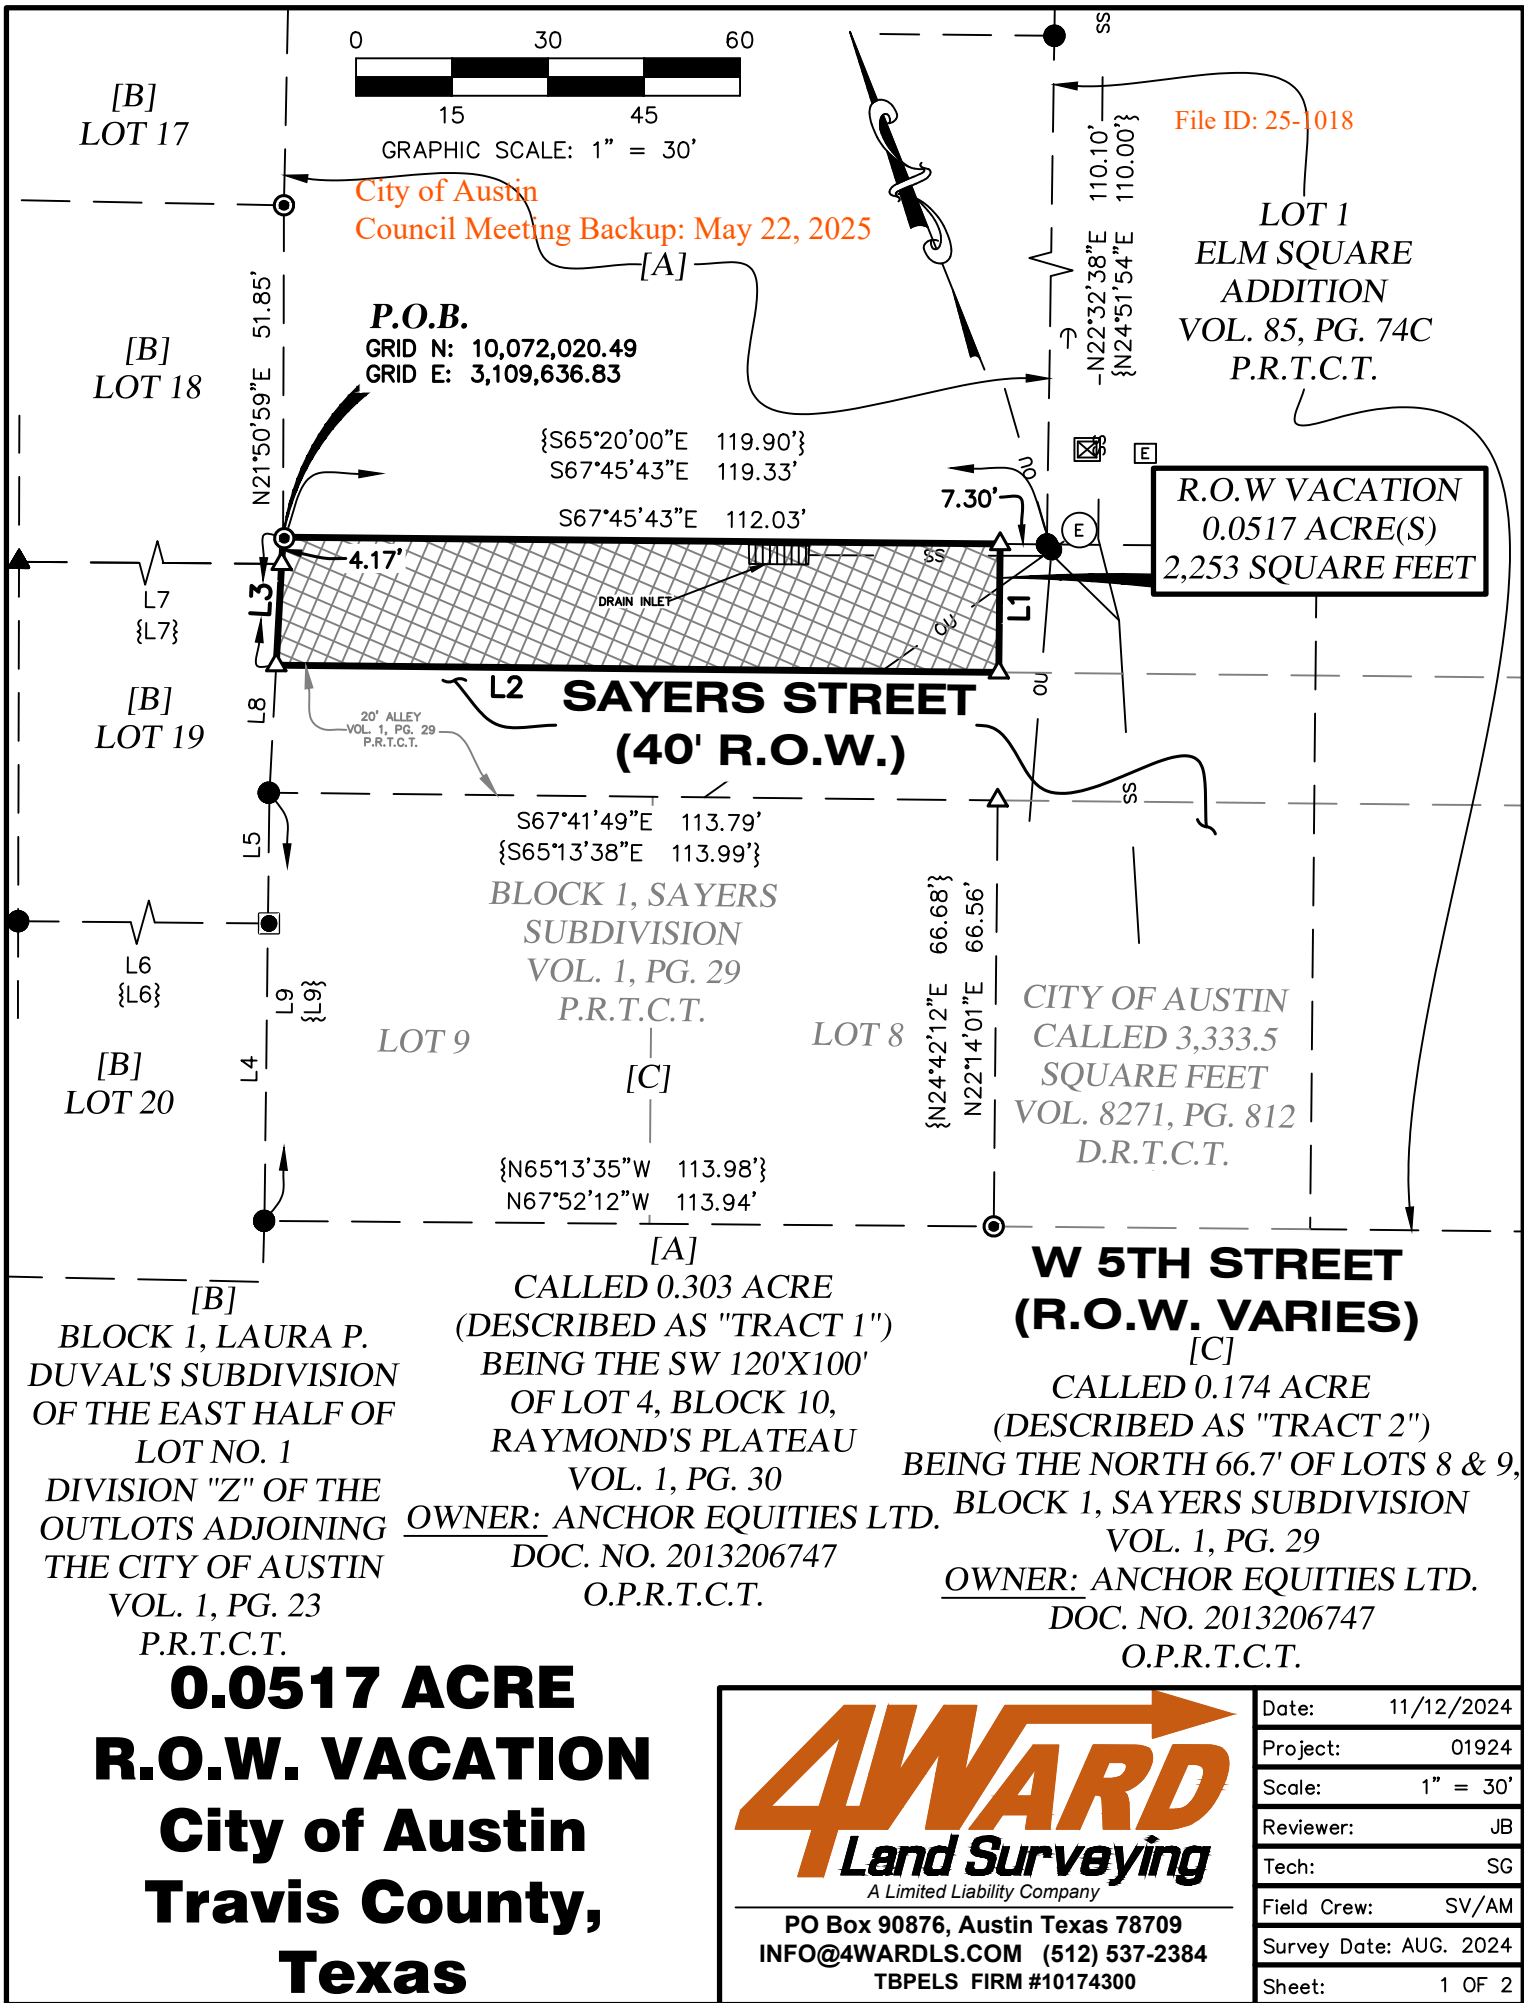 0 30 60
15 45
GRAPHIC SCALE: 1” = 30’
File ID: 25-1018
City of Austin
Council Meeting Backup: May 22, 2025
[A]
[B]
LOT 17
[B]
LOT 18
N21°50’59”E 51.85’
P.O.B.
GRID N: 10,072,020.49
GRID E: 3,109,636.83
SS
N22°32’38”E 110.10’
{N24°51’54”E 110.00’}
LOT 1
ELM SQUARE
ADDITION
VOL. 85, PG. 74C
P.R.T.C.T.
{S65°20’00”E 119.90’}
S67°45’43”E 119.33’
S67°45’43”E 112.03’
7.30’
4.17’
OU
SS
E
E
R.O.W VACATION
0.0517 ACRE(S)
2,253 SQUARE FEET
L7
{L7}
L3
DRAIN INLET
SS
OU
L1
OU
L2
SAYERS STREET
(40' R.O.W.)
[B]
LOT 19
L8
20’ ALLEY
VOL. 1, PG. 29
P.R.T.C.T.
SS
L5
S67°41’49”E 113.79’
{S65°13’38”E 113.99’}
BLOCK 1, SAYERS
SUBDIVISION
VOL. 1, PG. 29
P.R.T.C.T.
L6
{L6}
L9
{L9}
L4
[B]
LOT 20
LOT 9
[C]
LOT 8
{N24°42’12”E 66.68’}
N22°14’01”E 66.56’
CITY OF AUSTIN
CALLED 3,333.5
SQUARE FEET
VOL. 8271, PG. 812
D.R.T.C.T.
{N65°13’35”W 113.98’}
N67°52’12”W 113.94’
W 5TH STREET
(R.O.W. VARIES)
[B]
BLOCK 1, LAURA P.
DUVAL'S SUBDIVISION
OF THE EAST HALF OF
LOT NO. 1
DIVISION "Z" OF THE
OUTLOTS ADJOINING
THE CITY OF AUSTIN
VOL. 1, PG. 23
P.R.T.C.T.
[A]
CALLED 0.303 ACRE
(DESCRIBED AS "TRACT 1")
BEING THE SW 120'X100'
OF LOT 4, BLOCK 10,
RAYMOND'S PLATEAU
VOL. 1, PG. 30
OWNER: ANCHOR EQUITIES LTD.
DOC. NO. 2013206747
O.P.R.T.C.T.
[C]
CALLED 0.174 ACRE
(DESCRIBED AS "TRACT 2")
BEING THE NORTH 66.7' OF LOTS 8 & 9,
BLOCK 1, SAYERS SUBDIVISION
VOL. 1, PG. 29
OWNER: ANCHOR EQUITIES LTD.
DOC. NO. 2013206747
O.P.R.T.C.T.
0.0517 ACRE
R.O.W. VACATION
City of Austin
Travis County,
Texas
4WARD
Land Surveying
A Limited Liability Company
PO Box 90876, Austin Texas 78709
INFO@4WARDLS.COM (512) 537-2384
TBPELS FIRM #10174300
Date: 11/12/2024
Project: 01924
Scale: 1” = 30’
Reviewer: JB
Tech: SG
Field Crew: SV/AM
Survey Date: AUG. 2024
Sheet: 1 OF 2